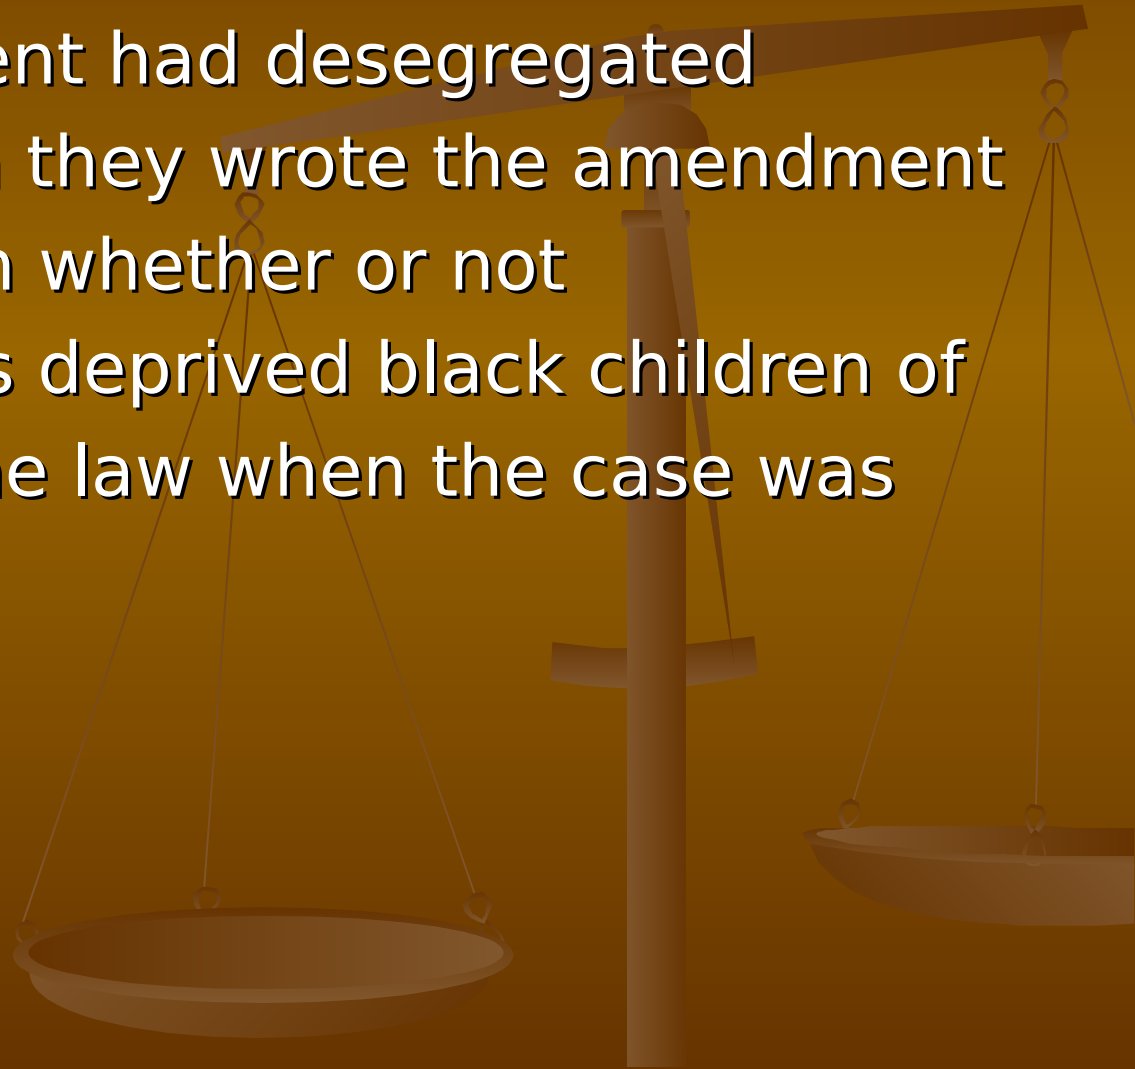 ent had desegregated
they wrote the amendment
whether or not
deprived black children of
law when the case was